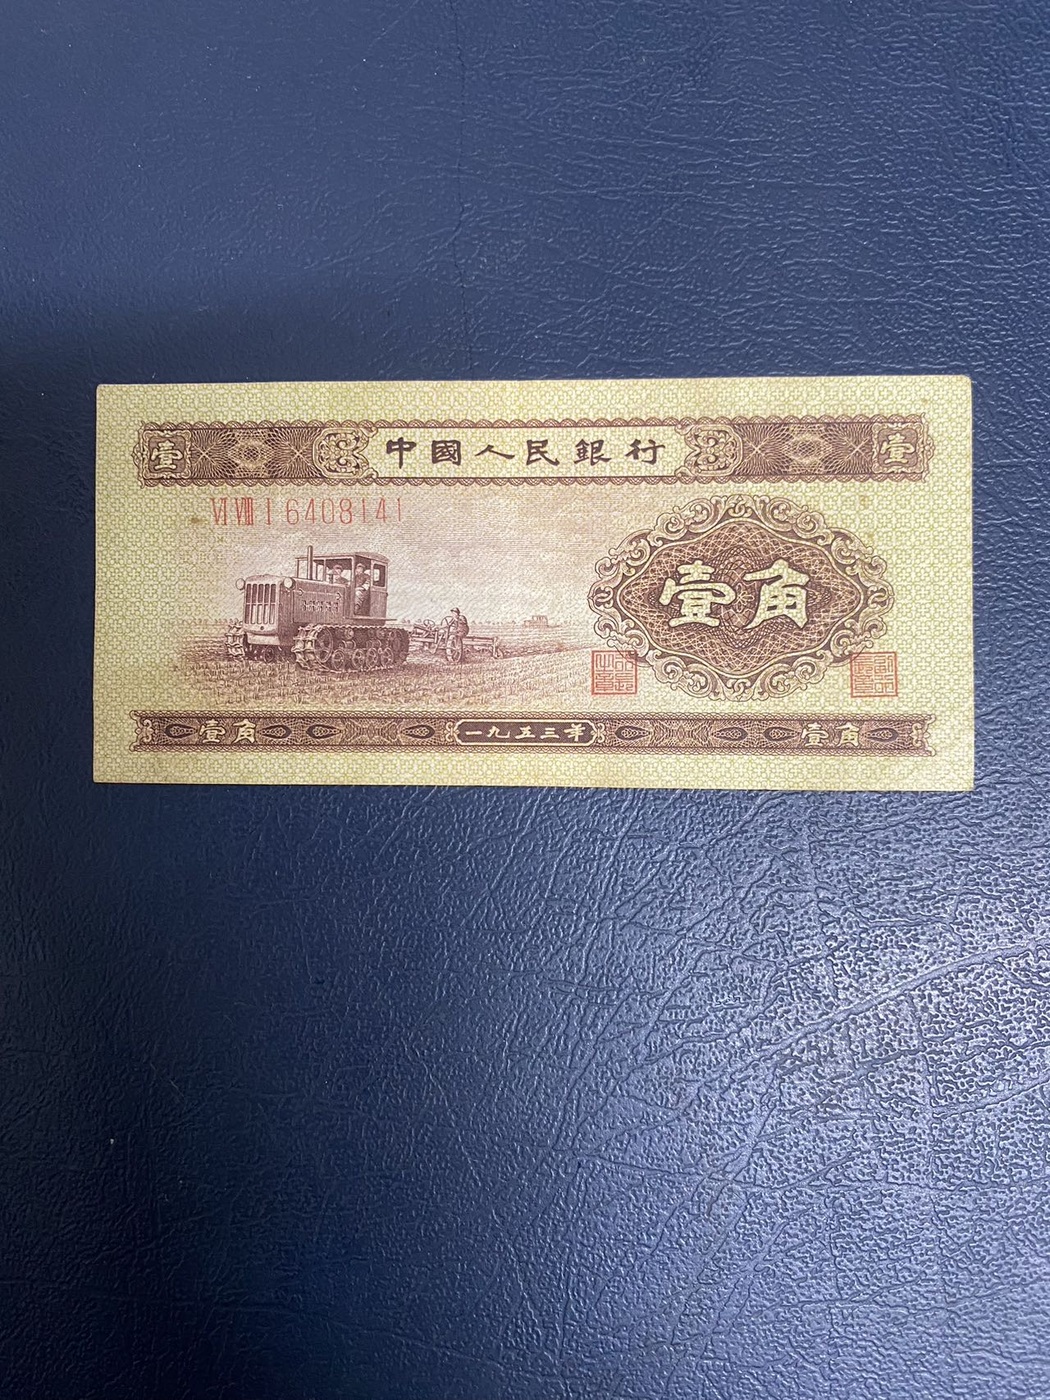 壹 中國人民銀行 壹
VI VIII I 6408141
壹角
壹角 一九五三年 壹角